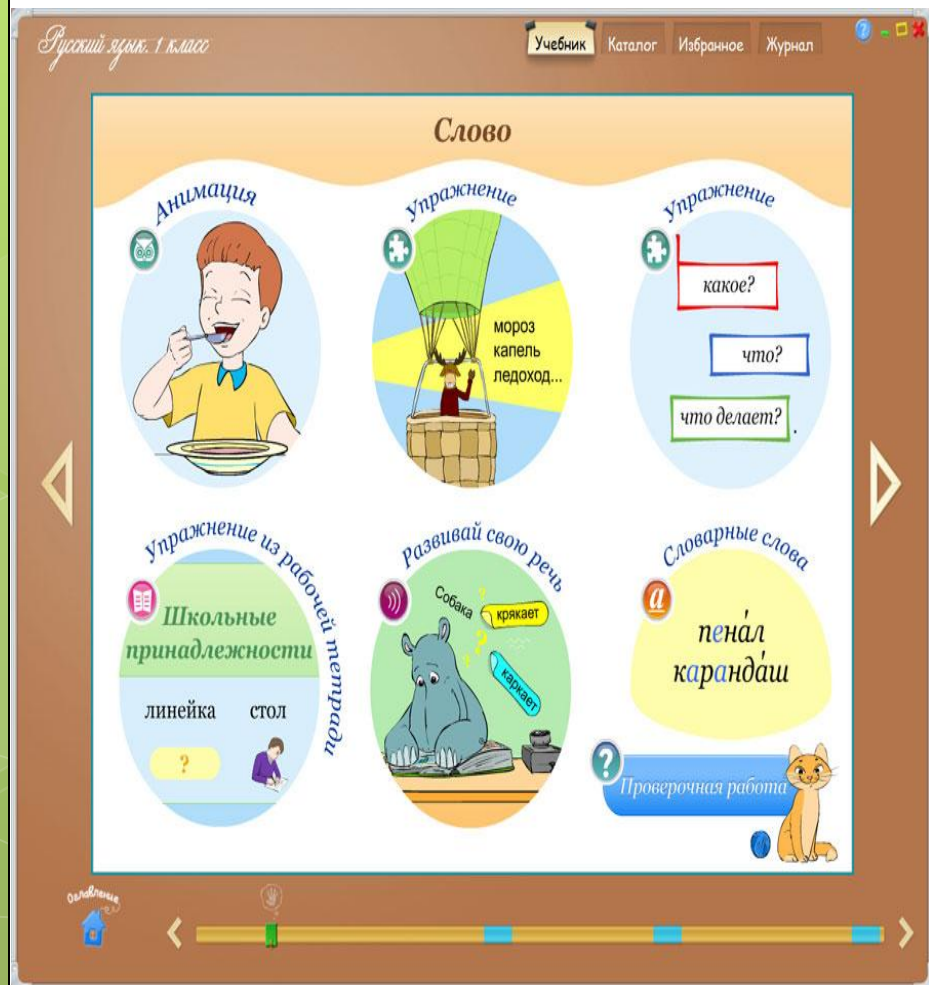 Русский язык. 1 класс
Учебник
Каталог
Избранное
Журнал
?
Слово
Анимация
Упражнение
мороз
капель
ледоход...
Упражнение
какое?
что?
что делает?
.
Упражнение из рабочей тетради
Школьные
принадлежности
линейка стол
?
Развивай свою речь
Собака
крякает
каркает
Словарные слова
а
пена́л
каранда́ш
?
Проверочная работа
Оглавление